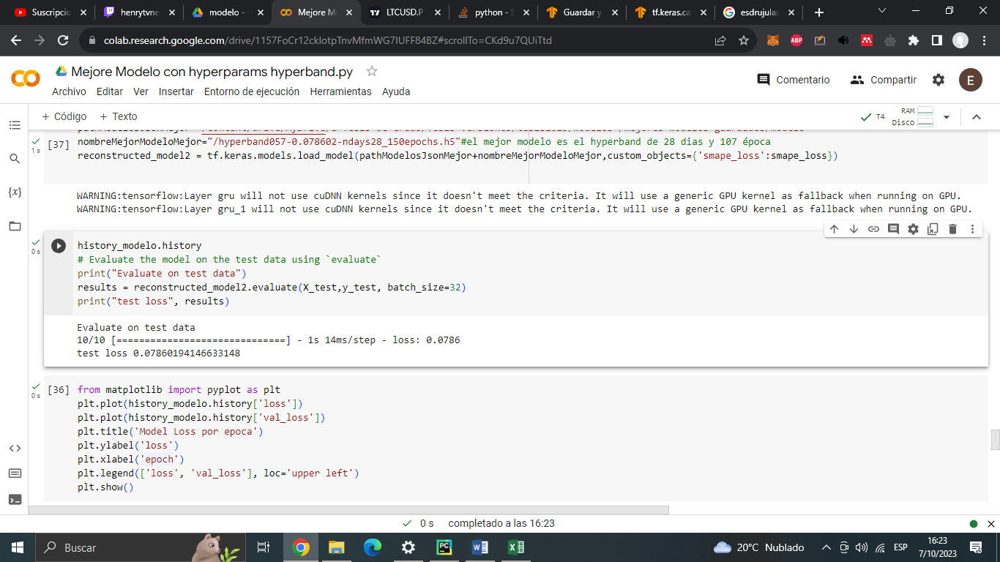 Suscripcio
henrytvne
modelo -
Mejore M
LTCUSD.P
python - S
Guardar y
tf.keras.ca
esdrujulas
colab.research.google.com/drive/1157FoCr12cklotpTnvMfmWG7IUFF84BZ#scrollTo=CKd9u7QUiTtd
ABP
CO Mejore Modelo con hyperparams hyperband.py
Comentario Compartir E
Archivo Editar Ver Insertar Entorno de ejecución Herramientas Ayuda
+ Código + Texto
T4 RAM
Disco
[37] nombreMejorModeloMejor="/hyperband057-0.078602-ndays28_150epochs.h5"#el mejor modelo es el hyperband de 28 dias y 107 época
1 s
reconstructed_model2 = tf.keras.models.load_model(pathModelosJsonMejor+nombreMejorModeloMejor,custom_objects={'smape_loss':smape_loss})
WARNING:tensorflow:Layer gru will not use cuDNN kernels since it doesn't meet the criteria. It will use a generic GPU kernel as fallback when running on GPU.
WARNING:tensorflow:Layer gru_1 will not use cuDNN kernels since it doesn't meet the criteria. It will use a generic GPU kernel as fallback when running on GPU.
{x}
0 s
history_modelo.history
# Evaluate the model on the test data using `evaluate`
print("Evaluate on test data")
results = reconstructed_model2.evaluate(X_test,y_test, batch_size=32)
print("test loss", results)
Evaluate on test data
10/10 [==============================] - 1s 14ms/step - loss: 0.0786
test loss 0.07860194146633148
[36] from matplotlib import pyplot as plt
0 s
plt.plot(history_modelo.history['loss'])
plt.plot(history_modelo.history['val_loss'])
plt.title('Model Loss por epoca')
plt.ylabel('loss')
plt.xlabel('epoch')
plt.legend(['loss', 'val_loss'], loc='upper left')
plt.show()
0 s completado a las 16:23
Buscar
PC
20°C Nublado
ESP
16:23
7/10/2023